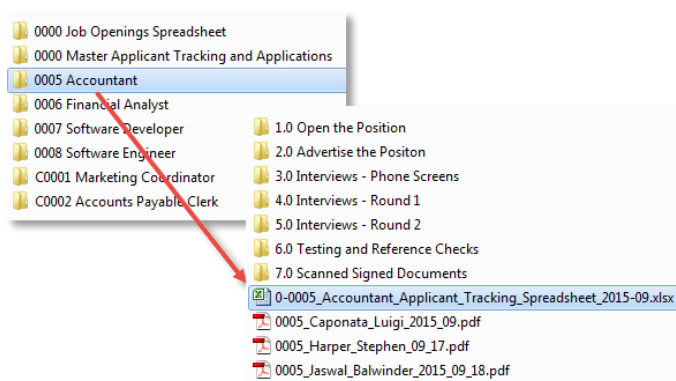 0000 Job Openings Spreadsheet
0000 Master Applicant Tracking and Applications
0005 Accountant
0006 Financial Analyst
0007 Software Developer
0008 Software Engineer
C0001 Marketing Coordinator
C0002 Accounts Payable Clerk
1.0 Open the Position
2.0 Advertise the Positon
3.0 Interviews - Phone Screens
4.0 Interviews - Round 1
5.0 Interviews - Round 2
6.0 Testing and Reference Checks
7.0 Scanned Signed Documents
0-0005_Accountant_Applicant_Tracking_Spreadsheet_2015-09.xlsx
0005_Caponata_Luigi_2015_09.pdf
0005_Harper_Stephen_09_17.pdf
0005_Jaswal_Balwinder_2015_09_18.pdf